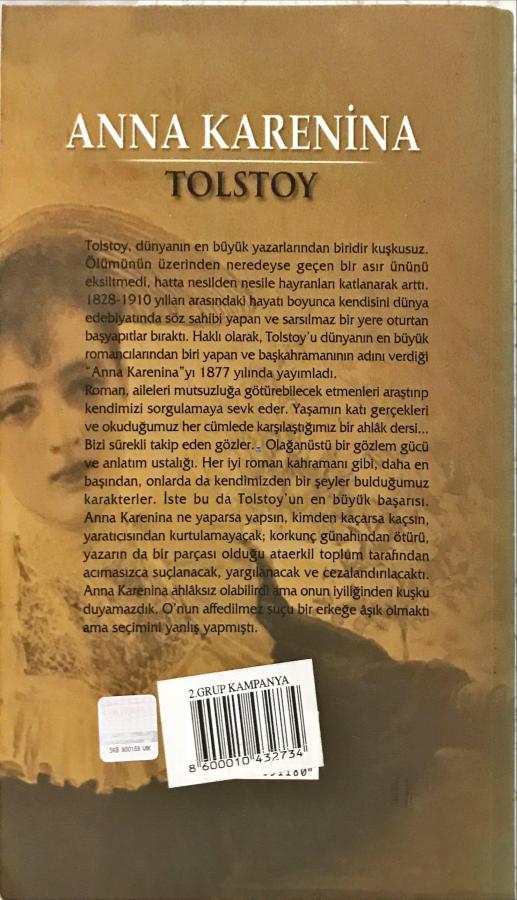 ANNA KARENİNA
TOLSTOY
Tolstoy, dünyanın en büyük yazarlarından biridir kuşkusuz.
Ölümünün üzerinden neredeyse geçen bir asır ününü
eksiltmedi, hatta nesilden nesile hayranları katlanarak arttı.
1828-1910 yılları arasındaki hayatı boyunca kendisini dünya
edebiyatında söz sahibi yapan ve sarsılmaz bir yere oturtan
başyapıtlar bıraktı. Haklı olarak, Tolstoy'u dünyanın en büyük
romancılarından biri yapan ve başkahramanının adını verdiği
"Anna Karenina"yı 1877 yılında yayımladı.
Roman, aileleri mutsuzluğa götürebilecek etmenleri araştırıp
kendimizi sorgulamaya sevk eder. Yaşamın katı gerçekleri
ve okuduğumuz her cümlede karşılaştığımız bir ahlâk dersi...
Bizi sürekli takip eden gözler... Olağanüstü bir gözlem gücü
ve anlatım ustalığı. Her iyi roman kahramanı gibi, daha en
başından, onlarda da kendimizden bir şeyler bulduğumuz
karakterler. İste bu da Tolstoy'un en büyük başarısı.
Anna Karenina ne yaparsa yapsın, kimden kaçarsa kaçsın,
yaratıcısından kurtulamayacak; korkunç günahından ötürü,
yazarın da bir parçası olduğu ataerkil toplum tarafından
acımasızca suçlanacak, yargılanacak ve cezalandırılacaktı.
Anna Karenina ahlâksız olabilirdi ama onun iyiliğinden kuşku
duyamazdık. O'nun affedilmez suçu bir erkeğe âşık olmaktı
ama seçimini yanlış yapmıştı.
2.GRUP KAMPANYA
8 600010 432734